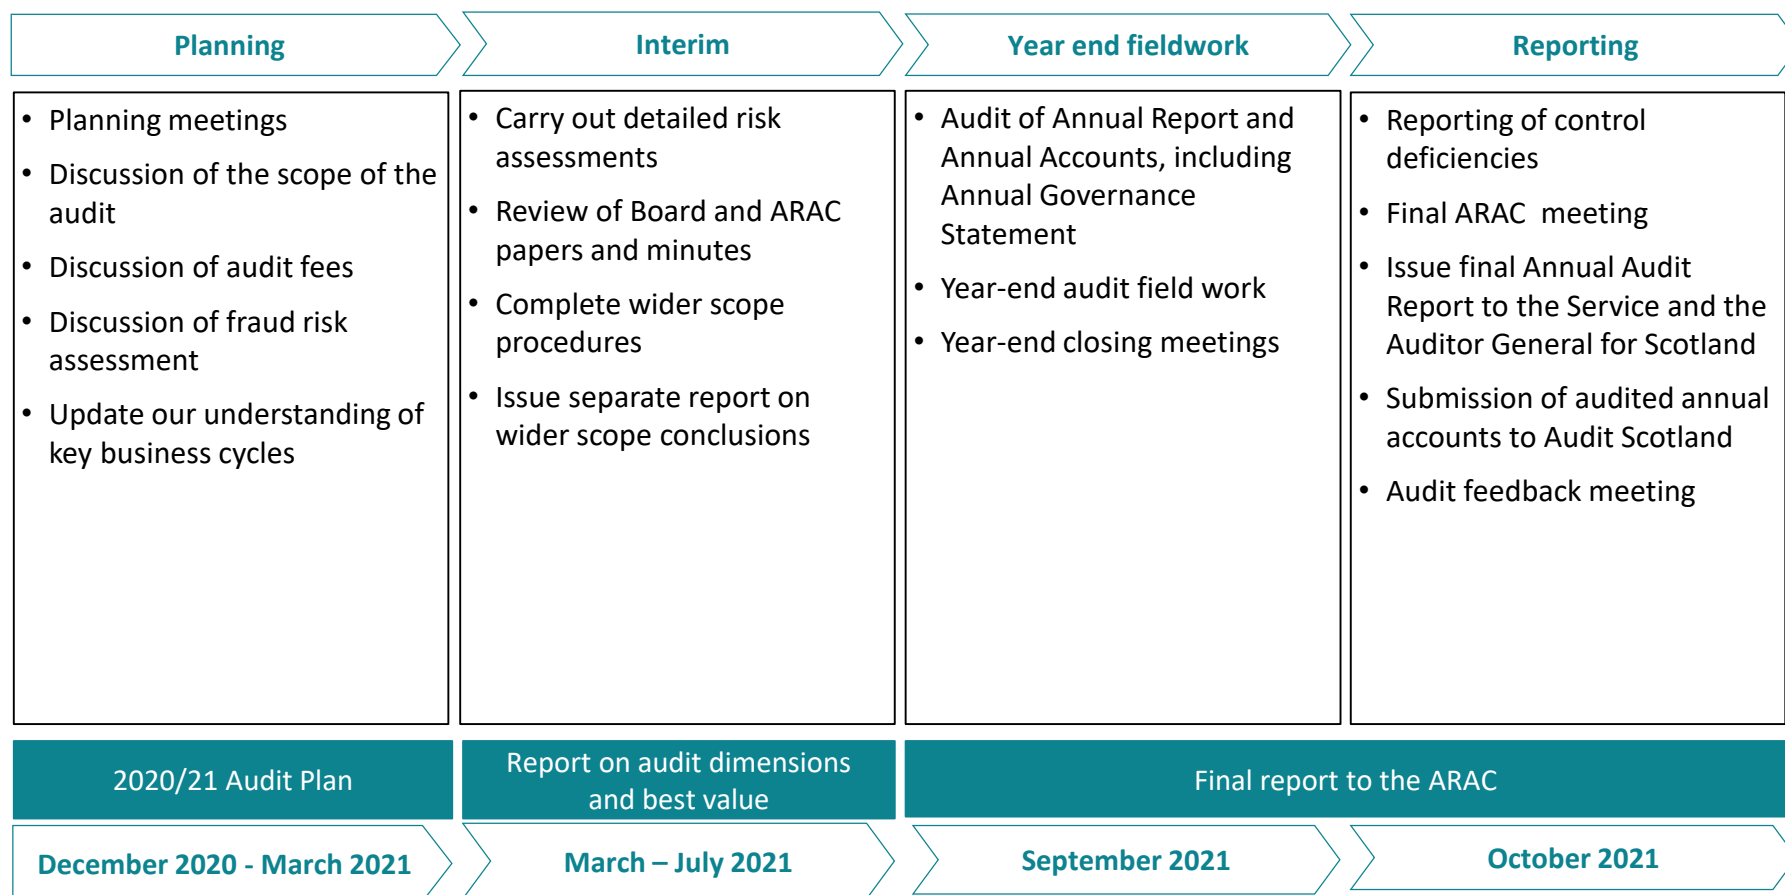 Planning
Interim
Year end fieldwork
Reporting
• Planning meetings
• Discussion of the scope of the
audit
• Discussion of audit fees
• Discussion of fraud risk
assessment
• Update our understanding of
key business cycles
• Carry out detailed risk
assessments
• Review of Board and ARAC
papers and minutes
• Complete wider scope
procedures
• Issue separate report on
wider scope conclusions
• Audit of Annual Report and
Annual Accounts, including
Annual Governance
Statement
• Year-end audit field work
• Year-end closing meetings
• Reporting of control
deficiencies
• Final ARAC  meeting
• Issue final Annual Audit
Report to the Service and the
Auditor General for Scotland
• Submission of audited annual
accounts to Audit Scotland
• Audit feedback meeting
2020/21 Audit Plan
Report on audit dimensions
and best value
Final report to the ARAC
December 2020 - March 2021
March – July 2021
September 2021
October 2021